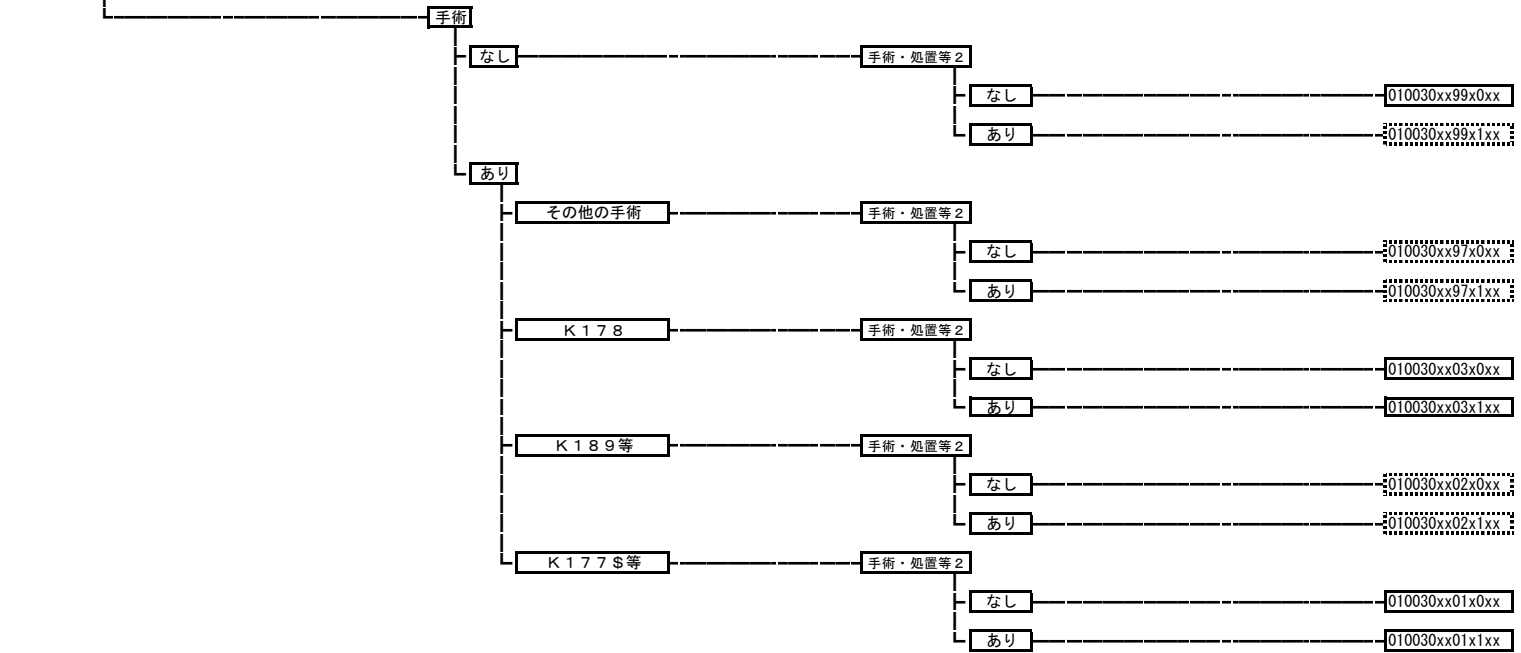 手術
なし 手術・処置等２
なし 010030xx99x0xx
あり 010030xx99x1xx
あり
その他の手術 手術・処置等２
なし 010030xx97x0xx
あり 010030xx97x1xx
Ｋ１７８ 手術・処置等２
なし 010030xx03x0xx
あり 010030xx03x1xx
Ｋ１８９等 手術・処置等２
なし 010030xx02x0xx
あり 010030xx02x1xx
Ｋ１７７＄等 手術・処置等２
なし 010030xx01x0xx
あり 010030xx01x1xx